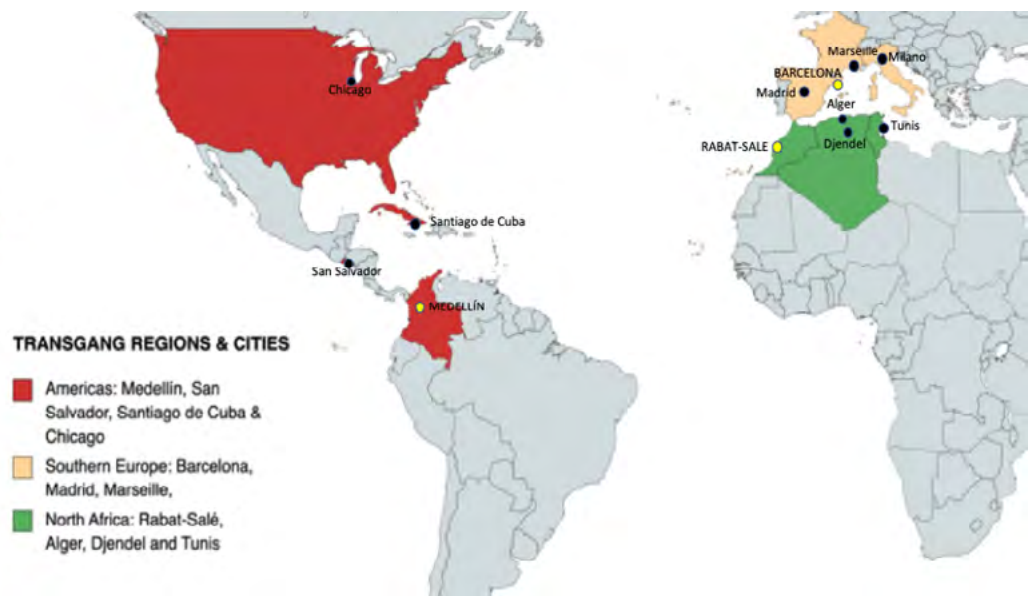 Marseille
Milano
BARCELONA
Chicago
Madrid
Alger
Tunis
RABAT-SALE
Djendel
Santiago de Cuba
San Salvador
MEDELLÍN
TRANSGANG REGIONS & CITIES
Americas: Medellín, San
Salvador, Santiago de Cuba &
Chicago
Southern Europe: Barcelona,
Madrid, Marseille,
North Africa: Rabat-Salé,
Alger, Djendel and Tunis